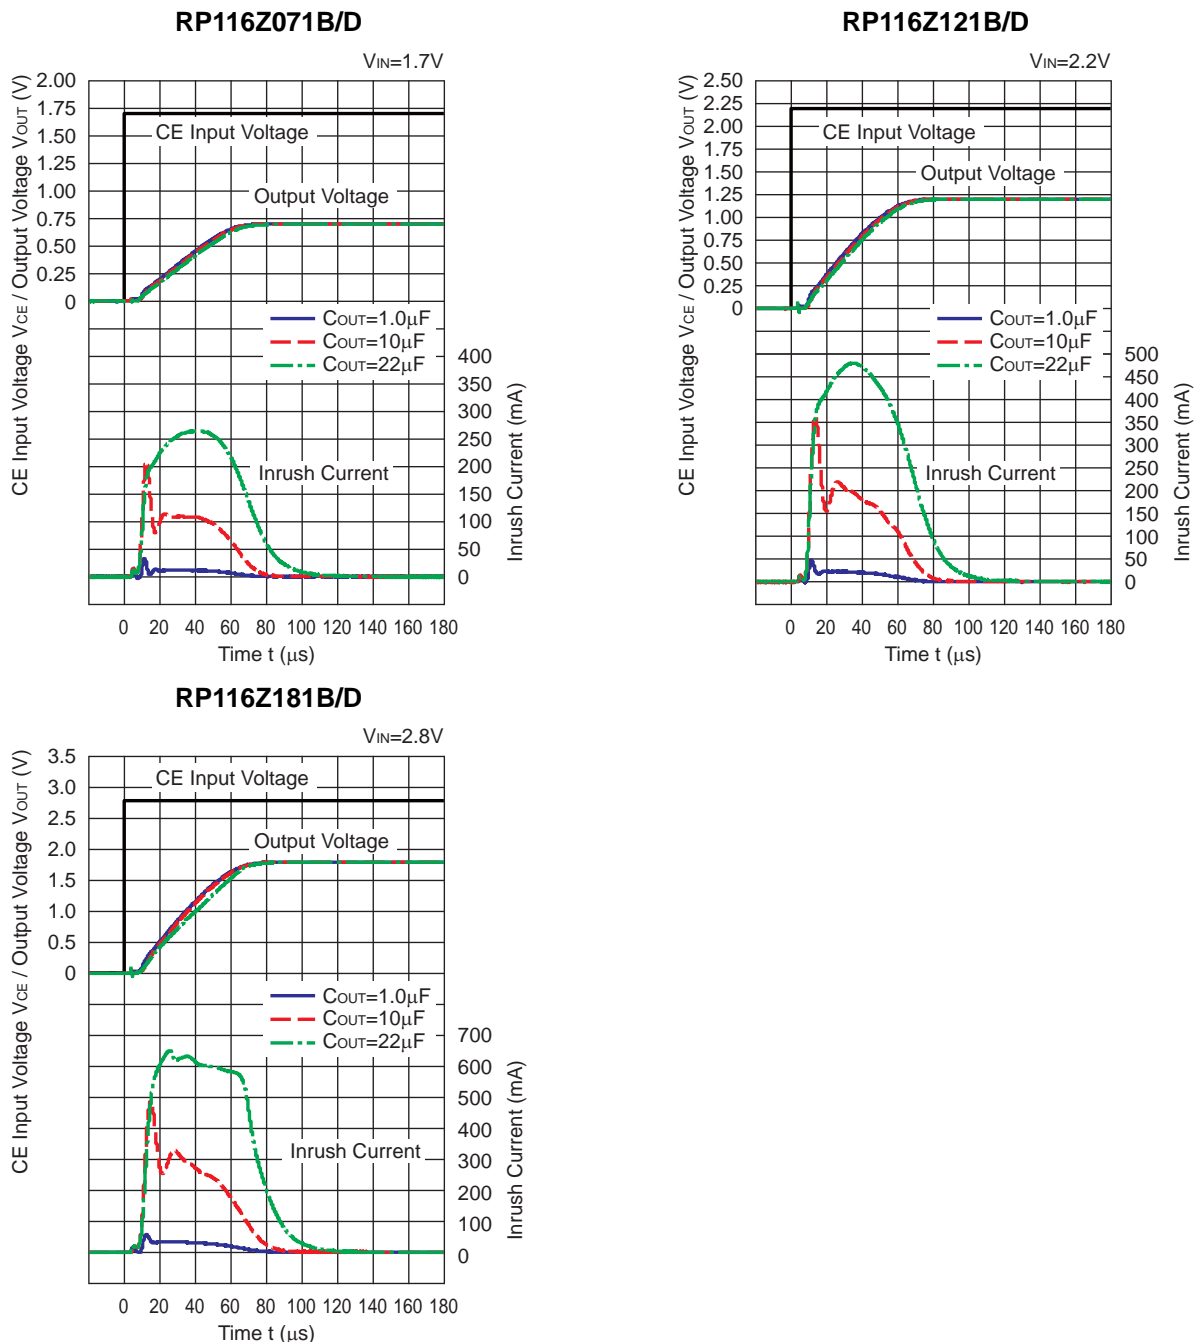 RP116Z071B/D
VIN=1.7V
CE Input Voltage VCE / Output Voltage VOUT (V)
2.00
1.75
1.50
1.25
1.00
0.75
0.50
0.25
0
CE Input Voltage
Output Voltage
COUT=1.0μF
COUT=10μF
COUT=22μF
Inrush Current
400
350
300
250
200
100
50
0
Inrush Current (mA)
0 20 40 60 80 100 120 140 160 180
Time t (μs)
RP116Z121B/D
VIN=2.2V
CE Input Voltage VCE / Output Voltage VOUT (V)
2.50
2.25
2.00
1.75
1.50
1.25
1.00
0.75
0.50
0.25
0
CE Input Voltage
Output Voltage
COUT=1.0μF
COUT=10μF
COUT=22μF
Inrush Current
500
450
400
350
300
250
200
150
100
50
0
Inrush Current (mA)
0 20 40 60 80 100 120 140 160 180
Time t (μs)
RP116Z181B/D
VIN=2.8V
CE Input Voltage VCE / Output Voltage VOUT (V)
3.5
3.0
2.5
2.0
1.5
1.0
0.5
0
CE Input Voltage
Output Voltage
COUT=1.0μF
COUT=10μF
COUT=22μF
Inrush Current
700
600
500
400
300
200
100
0
Inrush Current (mA)
0 20 40 60 80 100 120 140 160 180
Time t (μs)